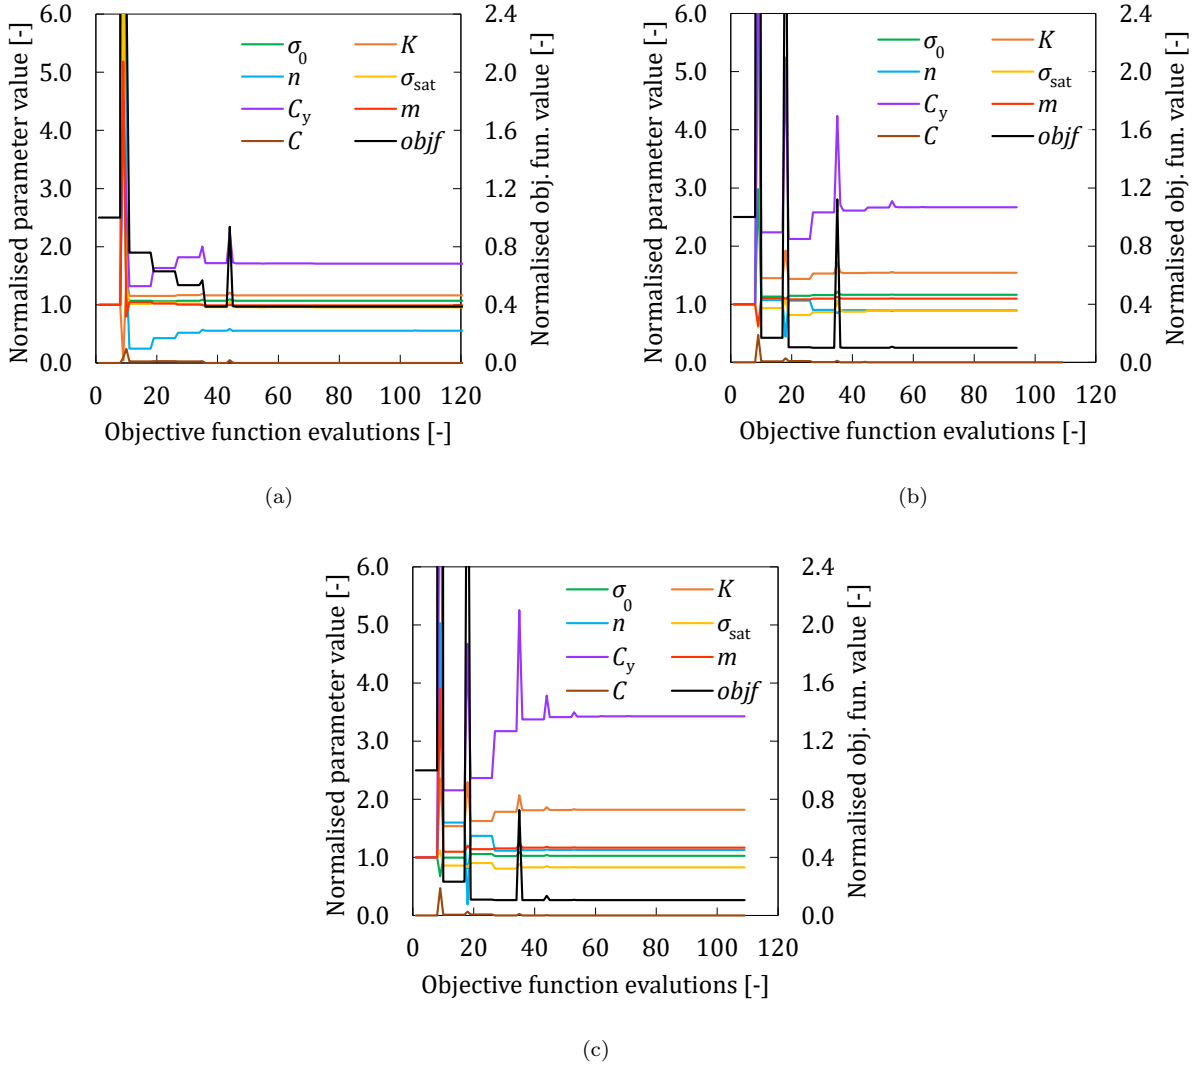 6.0
5.0
4.0
3.0
2.0
1.0
0.0
Normalised parameter value [-]
σ0
n
Cy
C
K
σsat
m
objf
2.4
2.0
1.6
1.2
0.8
0.4
0.0
Normalised obj. fun. value [-]
0 20 40 60 80 100 120
Objective function evalutions [-]
(a)
6.0
5.0
4.0
3.0
2.0
1.0
0.0
Normalised parameter value [-]
σ0
n
Cy
C
K
σsat
m
objf
2.4
2.0
1.6
1.2
0.8
0.4
0.0
Normalised obj. fun. value [-]
0 20 40 60 80 100 120
Objective function evalutions [-]
(b)
6.0
5.0
4.0
3.0
2.0
1.0
0.0
Normalised parameter value [-]
σ0
n
Cy
C
K
σsat
m
objf
2.4
2.0
1.6
1.2
0.8
0.4
0.0
Normalised obj. fun. value [-]
0 20 40 60 80 100 120
Objective function evalutions [-]
(c)